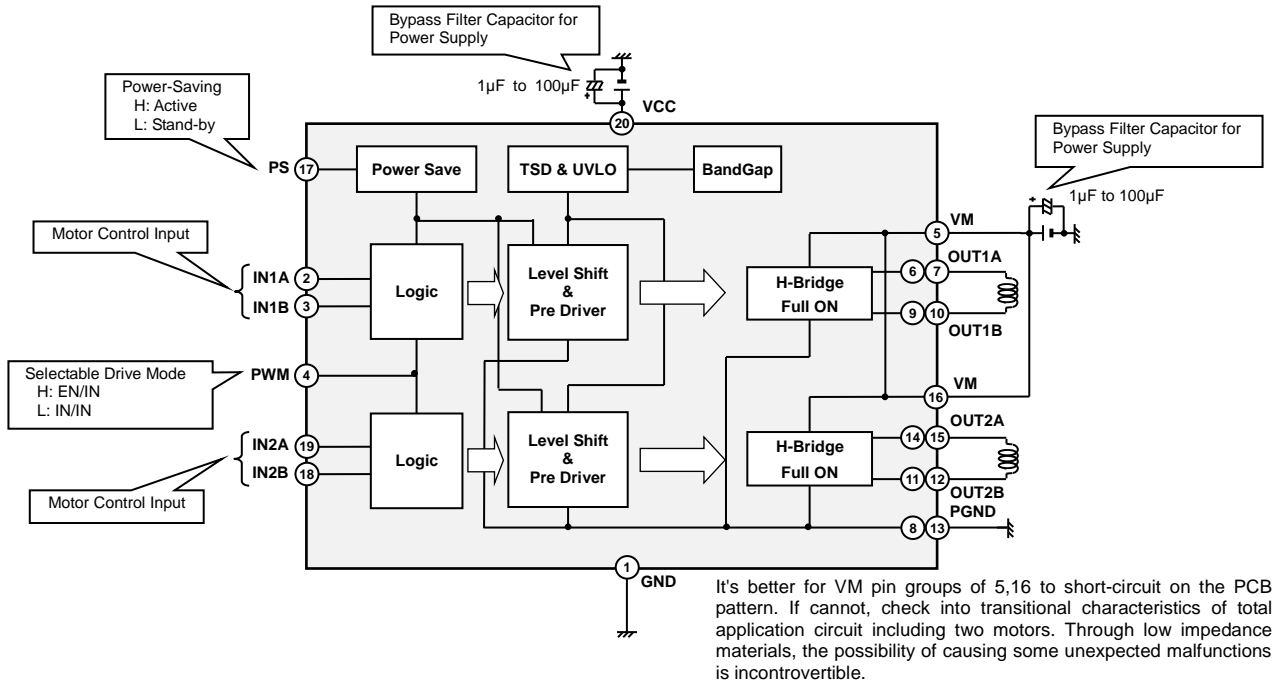 Bypass Filter Capacitor for
Power Supply
1µF to 100µF
+
VCC
20
Power-Saving
H: Active
L: Stand-by
Bypass Filter Capacitor for
Power Supply
+
1µF to 100µF
PS 17
Power Save
TSD & UVLO
BandGap
Motor Control Input
VM
5
IN1A 2
IN1B 3
Logic
Level Shift
&
Pre Driver
H-Bridge
Full ON
OUT1A
6 7
9 10
OUT1B
Selectable Drive Mode
H: EN/IN
L: IN/IN
PWM 4
VM
16
IN2A 19
IN2B 18
Logic
Level Shift
&
Pre Driver
H-Bridge
Full ON
OUT2A
14 15
11 12
OUT2B
PGND
8 13
Motor Control Input
1
GND
It's better for VM pin groups of 5,16 to short-circuit on the PCB
pattern. If cannot, check into transitional characteristics of total
application circuit including two motors. Through low impedance
materials, the possibility of causing some unexpected malfunctions
is incontrovertible.